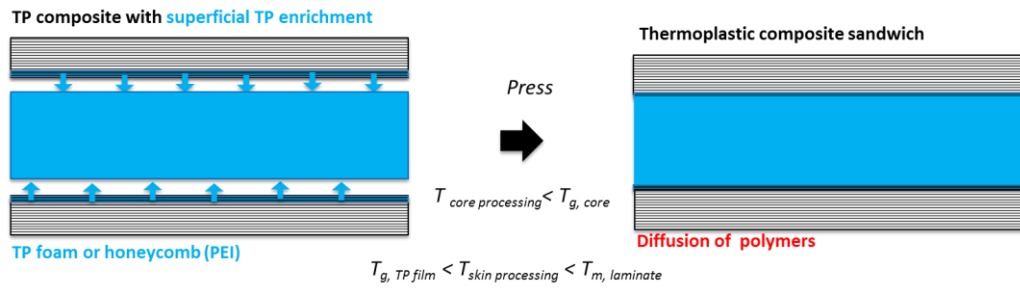 TP composite with superficial TP enrichment
Thermoplastic composite sandwich
Press
T core processing < Tg, core
TP foam or honeycomb (PEI)
Diffusion of polymers
Tg, TP film < Tskin processing < Tm, laminate